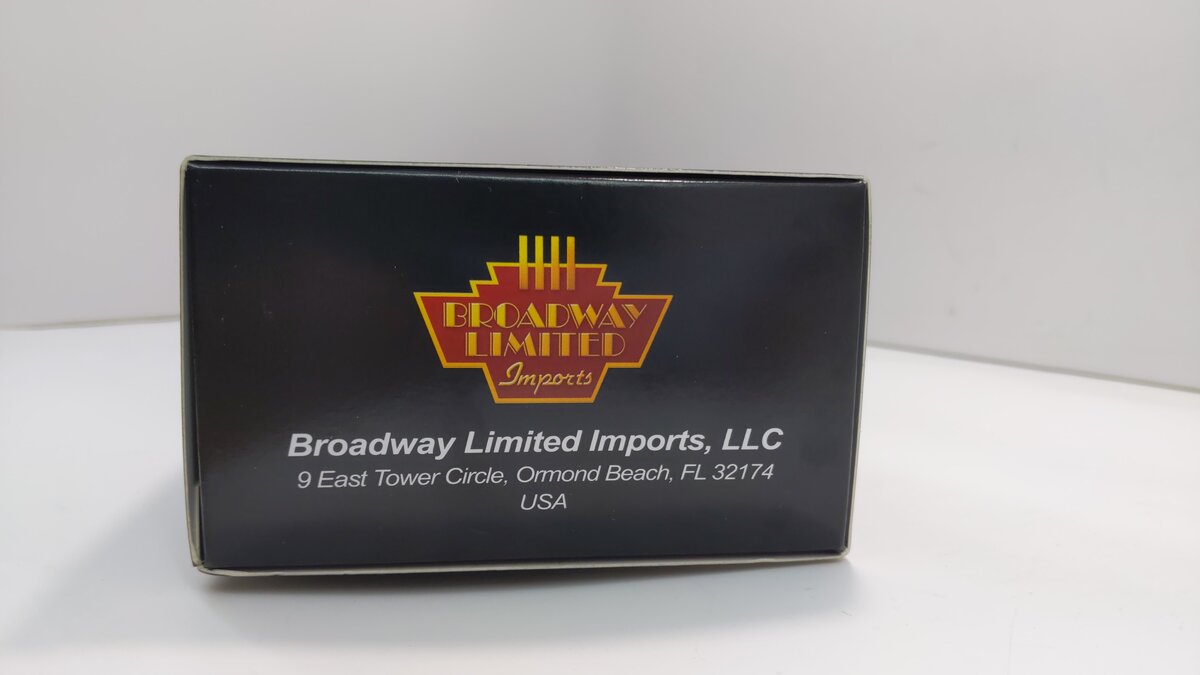 BROADWAY
LIMITED
Imports
Broadway Limited Imports, LLC
9 East Tower Circle, Ormond Beach, FL 32174
USA